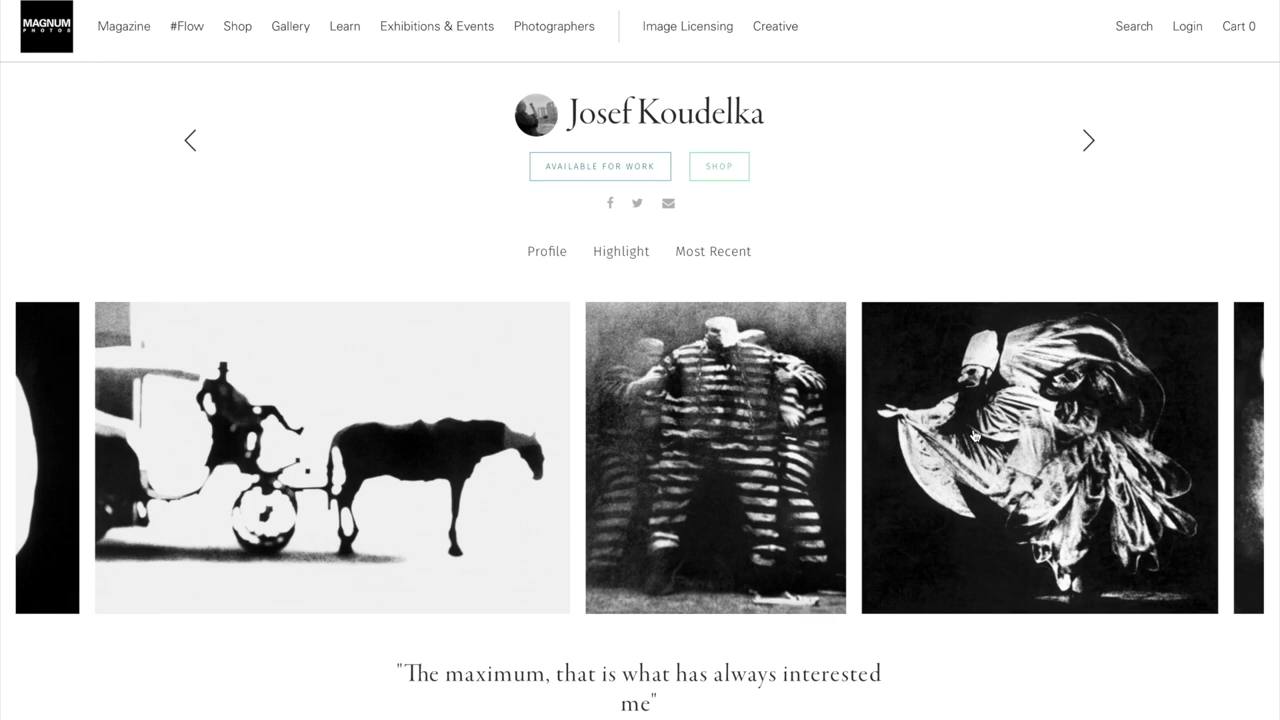 MAGNUM
PHOTOS
Magazine #Flow Shop Gallery Learn Exhibitions & Events Photographers Image Licensing Creative Search Login Cart 0
Josef Koudelka
AVAILABLE FOR WORK SHOP
Profile Highlight Most Recent
"The maximum, that is what has always interested
me"